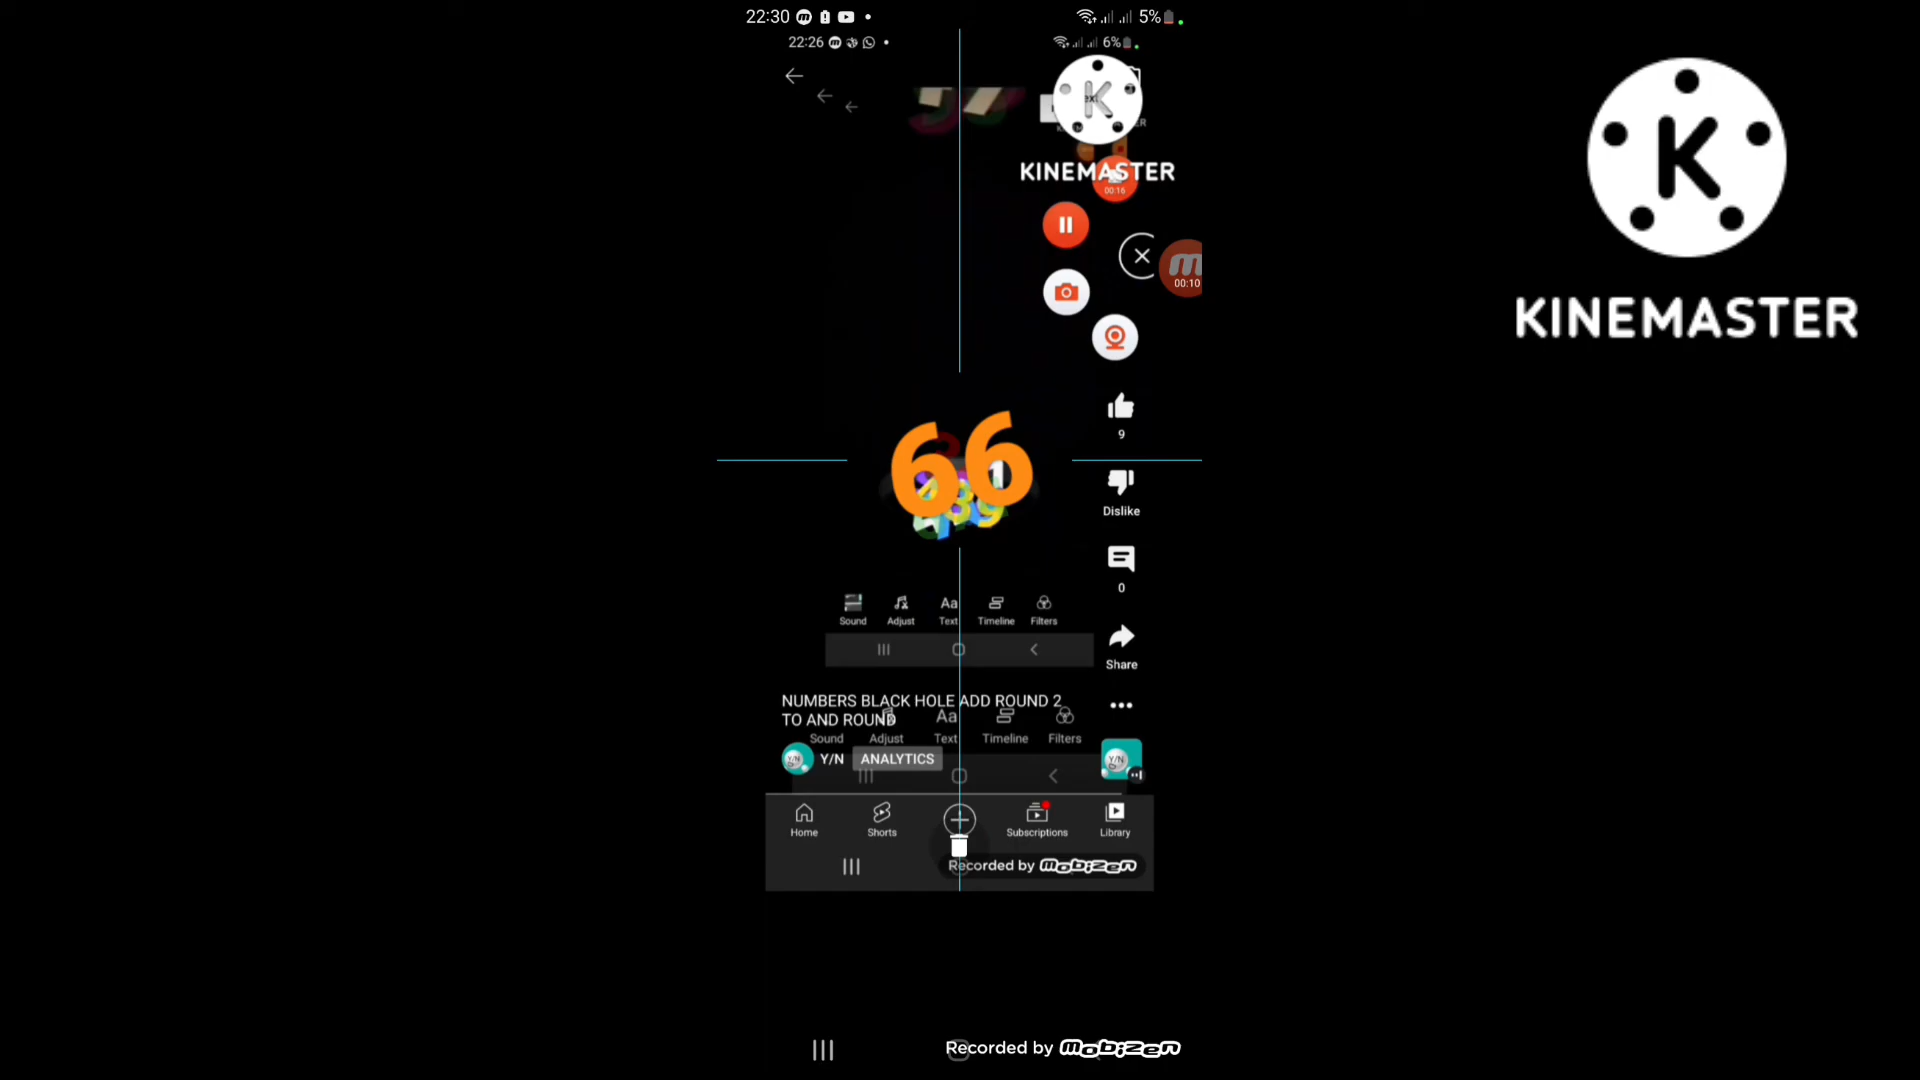 22:30
5%
22:26
6%
KINEMASTER
KINEMASTER
00:16
00:10
66
9
Dislike
0
Share
Sound Adjust Text Timeline Filters
NUMBERS BLACK HOLE ADD ROUND 2
TO AND ROUND
Aa
Sound Adjust Text Timeline Filters
Y/N ANALYTICS
Y/N
Home Shorts Subscriptions Library
Recorded by mobizen
Recorded by mobizen